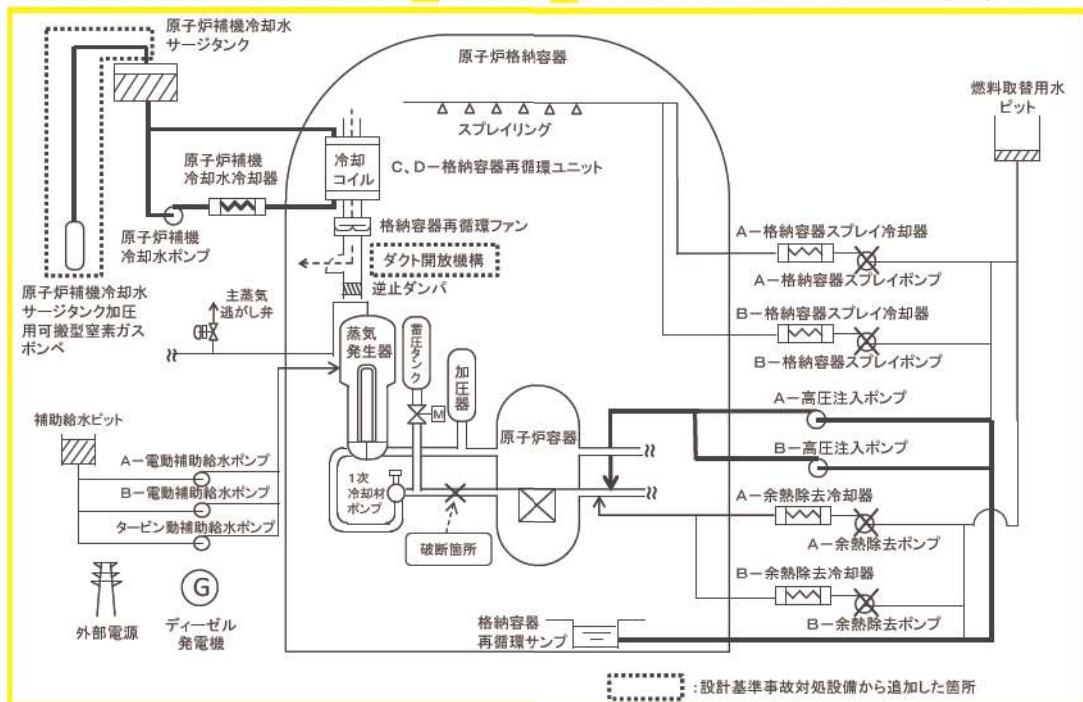 原子炉補機冷却水
サージタンク
原子炉格納容器
燃料取替用水
ピット
スプレイリング
冷却
コイル
C、D－格納容器再循環ユニット
原子炉補機
冷却水冷却器
格納容器再循環ファン
原子炉補機
冷却水ポンプ
ダクト開放機構
逆止ダンパ
A－格納容器スプレイ冷却器
A－格納容器スプレイポンプ
原子炉補機冷却水
サージタンク加圧
用可搬型窒素ガス
ボンベ
主蒸気
逃がし弁
B－格納容器スプレイ冷却器
B－格納容器スプレイポンプ
蒸気
発生器
蓄圧タンク
加圧器
M
A－高圧注入ポンプ
原子炉容器
B－高圧注入ポンプ
補助給水ピット
A－電動補助給水ポンプ
B－電動補助給水ポンプ
タービン動補助給水ポンプ
1次
冷却材
ポンプ
A－余熱除去冷却器
A－余熱除去ポンプ
破断箇所
B－余熱除去冷却器
B－余熱除去ポンプ
G
外部電源
ディーゼル
発電機
格納容器
再循環サンプ
：設計基準事故対処設備から追加した箇所